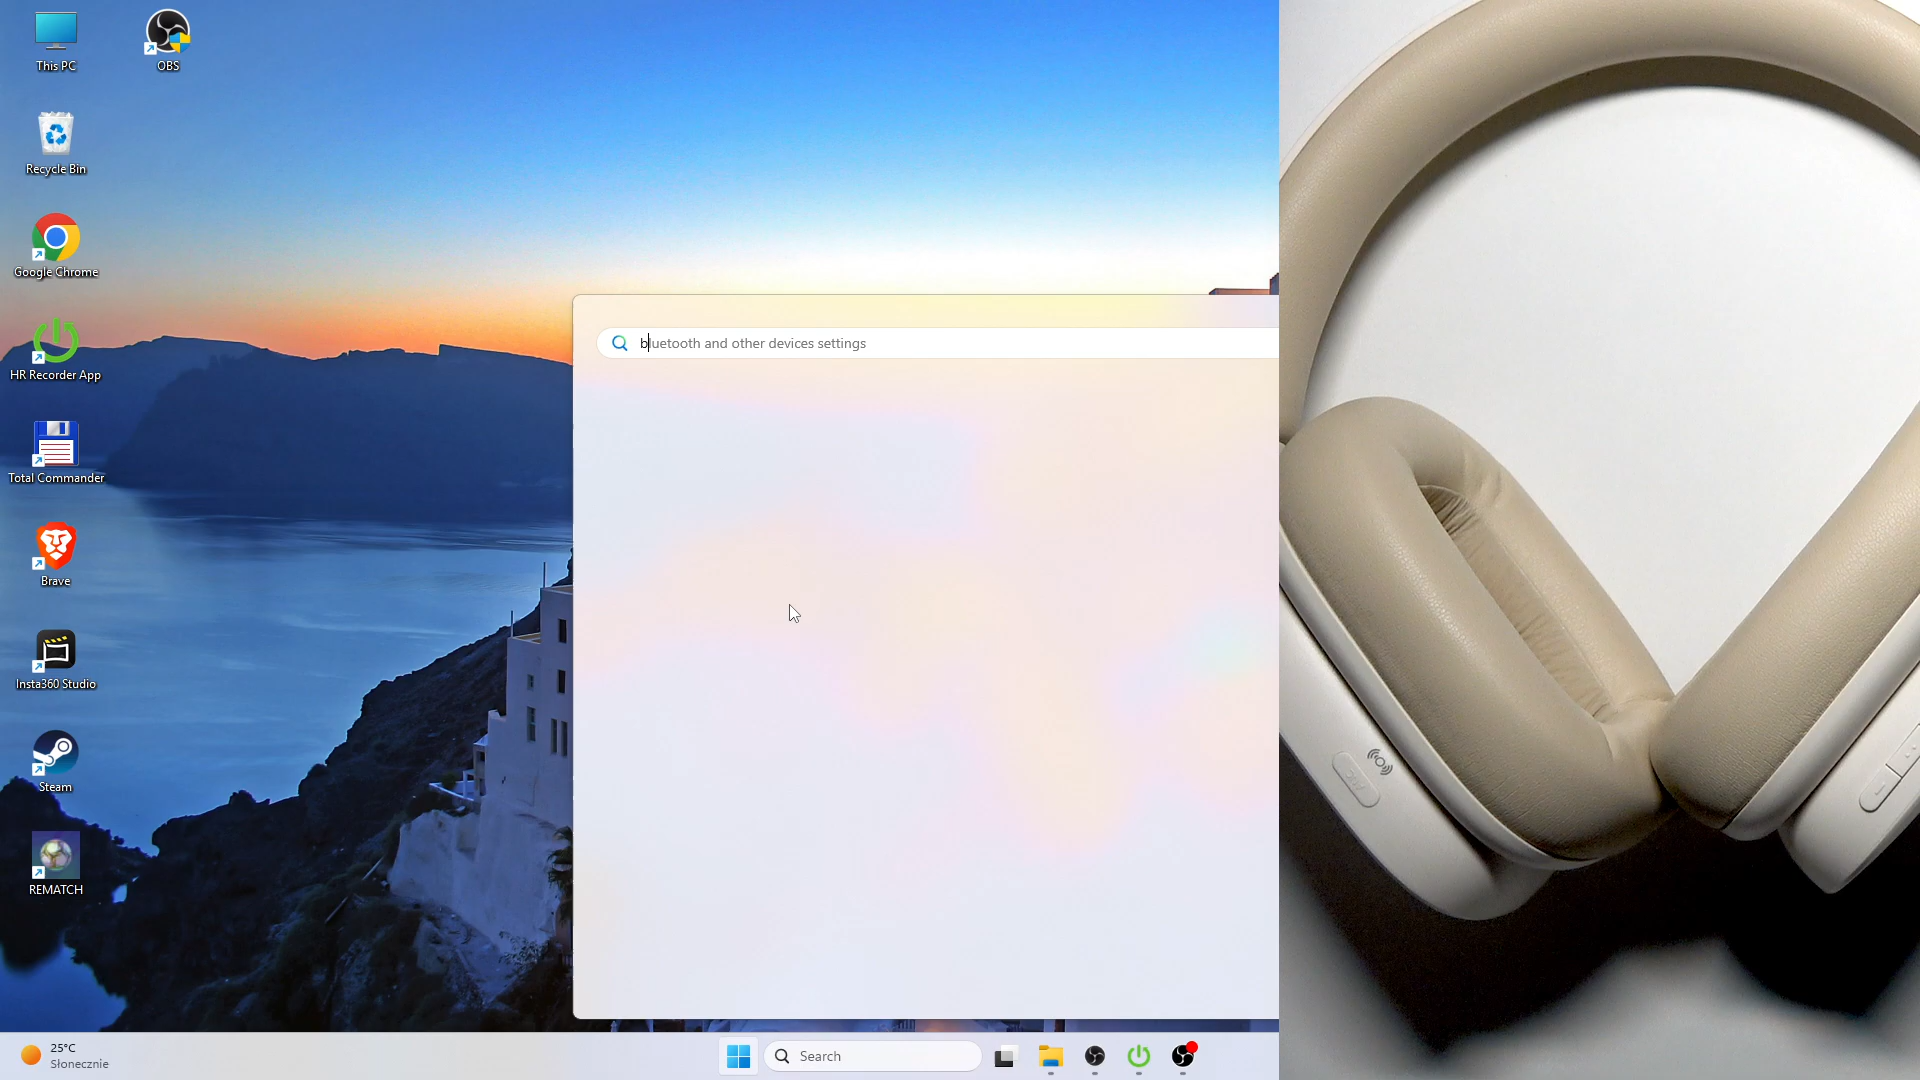 This PC
OBS
Recycle Bin
Google Chrome
HR Recorder App
Total Commander
Brave
Insta360 Studio
Steam
REMATCH
bluetooth and other devices settings
25°C
Słonecznie
Search